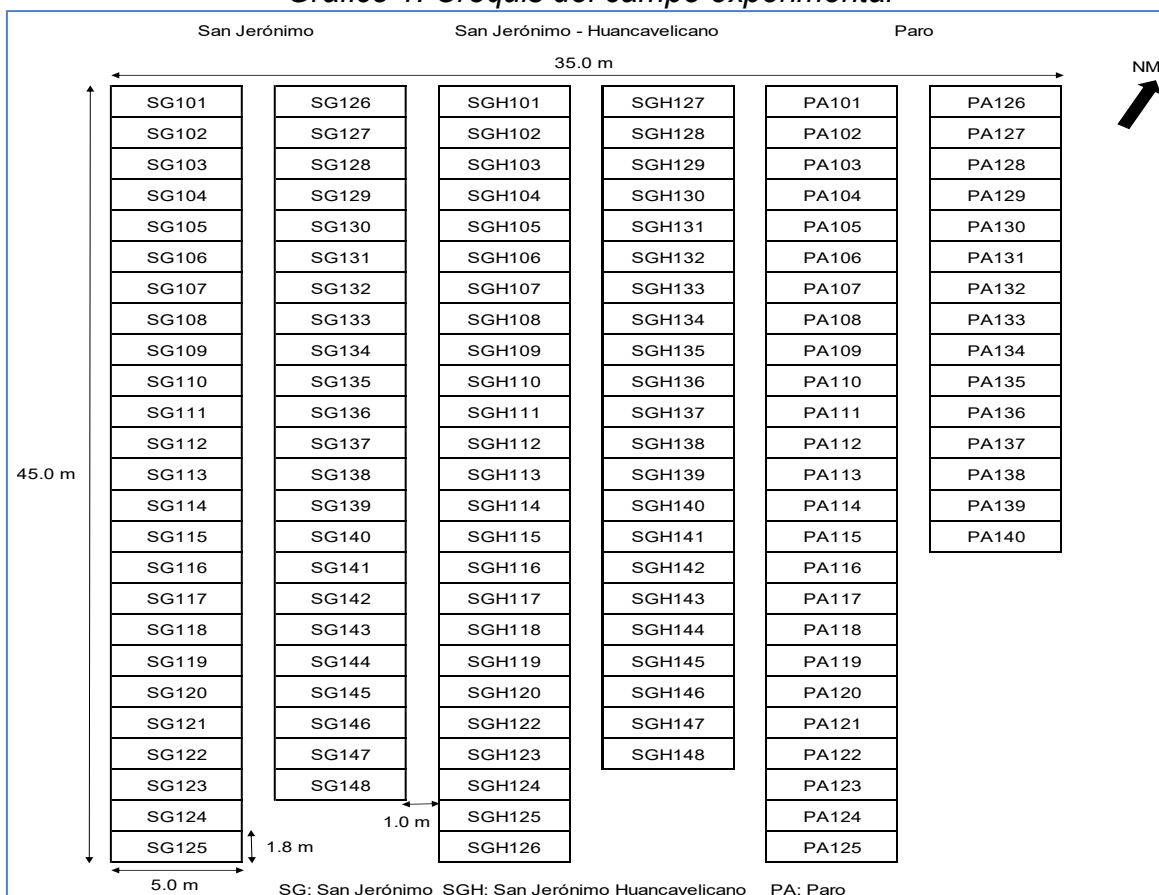 Gráfico 1. Croquis del campo experimental
San Jerónimo San Jerónimo - Huancavelicano Paro
35.0 m
NM
SG101 SG126 SGH101 SGH127 PA101 PA126
SG102 SG127 SGH102 SGH128 PA102 PA127
SG103 SG128 SGH103 SGH129 PA103 PA128
SG104 SG129 SGH104 SGH130 PA104 PA129
SG105 SG130 SGH105 SGH131 PA105 PA130
SG106 SG131 SGH106 SGH132 PA106 PA131
SG107 SG132 SGH107 SGH133 PA107 PA132
SG108 SG133 SGH108 SGH134 PA108 PA133
SG109 SG134 SGH109 SGH135 PA109 PA134
SG110 SG135 SGH110 SGH136 PA110 PA135
SG111 SG136 SGH111 SGH137 PA111 PA136
SG112 SG137 SGH112 SGH138 PA112 PA137
45.0 m SG113 SG138 SGH113 SGH139 PA113 PA138
SG114 SG139 SGH114 SGH140 PA114 PA139
SG115 SG140 SGH115 SGH141 PA115 PA140
SG116 SG141 SGH116 SGH142 PA116
SG117 SG142 SGH117 SGH143 PA117
SG118 SG143 SGH118 SGH144 PA118
SG119 SG144 SGH119 SGH145 PA119
SG120 SG145 SGH120 SGH146 PA120
SG121 SG146 SGH122 SGH147 PA121
SG122 SG147 SGH123 SGH148 PA122
SG123 SG148 SGH124 PA123
SG124 1.0 m SGH125 PA124
SG125 1.8 m SGH126 PA125
5.0 m SG: San Jerónimo SGH: San Jerónimo Huancavelicano PA: Paro